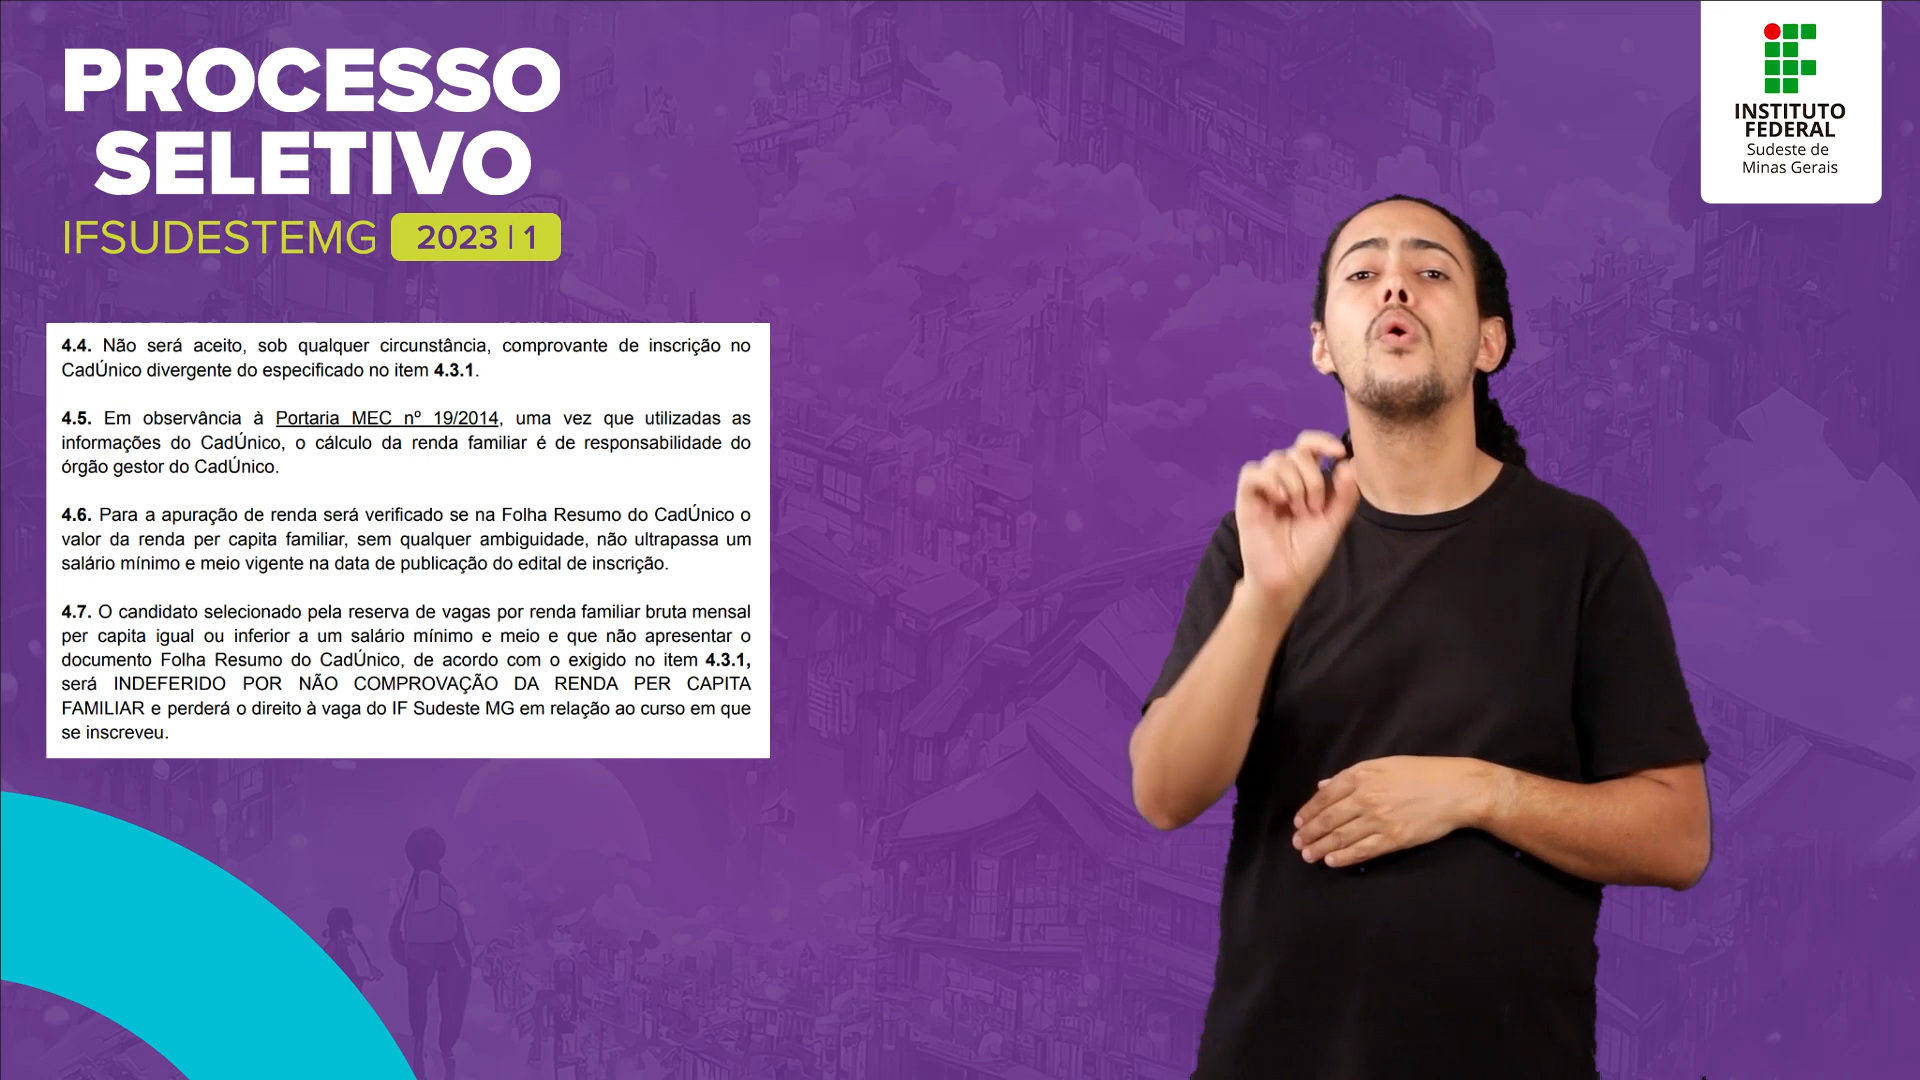 PROCESSO
SELETIVO
IFSUDESTEMG 2023 | 1
INSTITUTO
FEDERAL
Sudeste de
Minas Gerais
4.4. Não será aceito, sob qualquer circunstância, comprovante de inscrição no
CadÚnico divergente do especificado no item 4.3.1.
4.5. Em observância à Portaria MEC nº 19/2014, uma vez que utilizadas as
informações do CadÚnico, o cálculo da renda familiar é de responsabilidade do
órgão gestor do CadÚnico.
4.6. Para a apuração de renda será verificado se na Folha Resumo do CadÚnico o
valor da renda per capita familiar, sem qualquer ambiguidade, não ultrapassa um
salário mínimo e meio vigente na data de publicação do edital de inscrição.
4.7. O candidato selecionado pela reserva de vagas por renda familiar bruta mensal
per capita igual ou inferior a um salário mínimo e meio e que não apresentar o
documento Folha Resumo do CadÚnico, de acordo com o exigido no item 4.3.1,
será INDEFERIDO POR NÃO COMPROVAÇÃO DA RENDA PER CAPITA
FAMILIAR e perderá o direito à vaga do IF Sudeste MG em relação ao curso em que
se inscreveu.